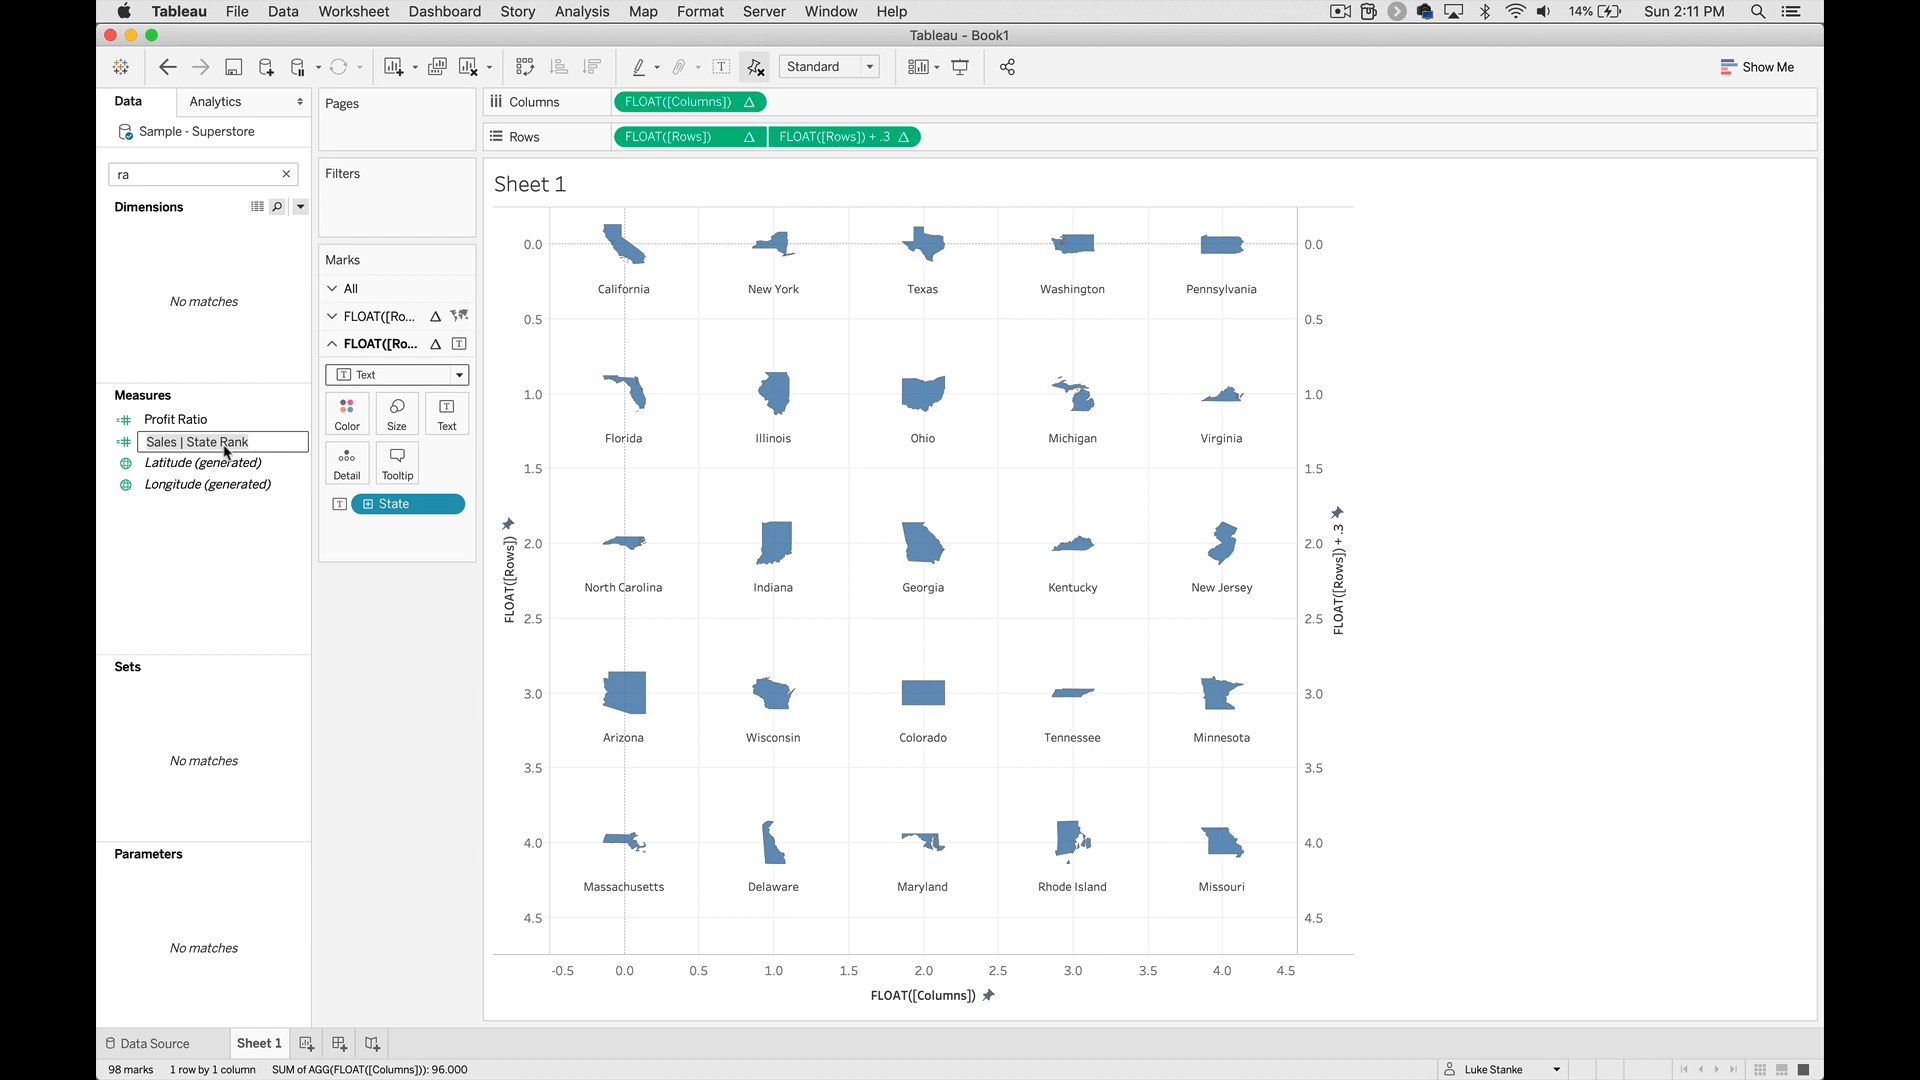 Tableau File Data Worksheet Dashboard Story Analysis Map Format Server Window Help 14% Sun 2:11 PM
Tableau - Book1
Standard Show Me
Data Analytics
Sample - Superstore
ra
Dimensions
No matches
Measures
Profit Ratio
Sales | State Rank
Latitude (generated)
Longitude (generated)
Sets
No matches
Parameters
No matches
Pages
Filters
Marks
All
FLOAT([Ro...
FLOAT([Ro...
Text
Color Size Text
Detail Tooltip
State
Columns FLOAT([Columns])
Rows FLOAT([Rows]) FLOAT([Rows]) + .3
Sheet 1
0.0 0.0
California New York Texas Washington Pennsylvania
0.5 0.5
1.0 1.0
Florida Illinois Ohio Michigan Virginia
1.5 1.5
2.0 2.0
North Carolina Indiana Georgia Kentucky New Jersey
2.5 2.5
FLOAT([Rows])
FLOAT([Rows]) + .3
3.0 3.0
Arizona Wisconsin Colorado Tennessee Minnesota
3.5 3.5
4.0 4.0
Massachusetts Delaware Maryland Rhode Island Missouri
4.5 4.5
-0.5 0.0 0.5 1.0 1.5 2.0 2.5 3.0 3.5 4.0 4.5
FLOAT([Columns])
Data Source Sheet 1
98 marks 1 row by 1 column SUM of AGG(FLOAT([Columns])): 96.000 Luke Stanke